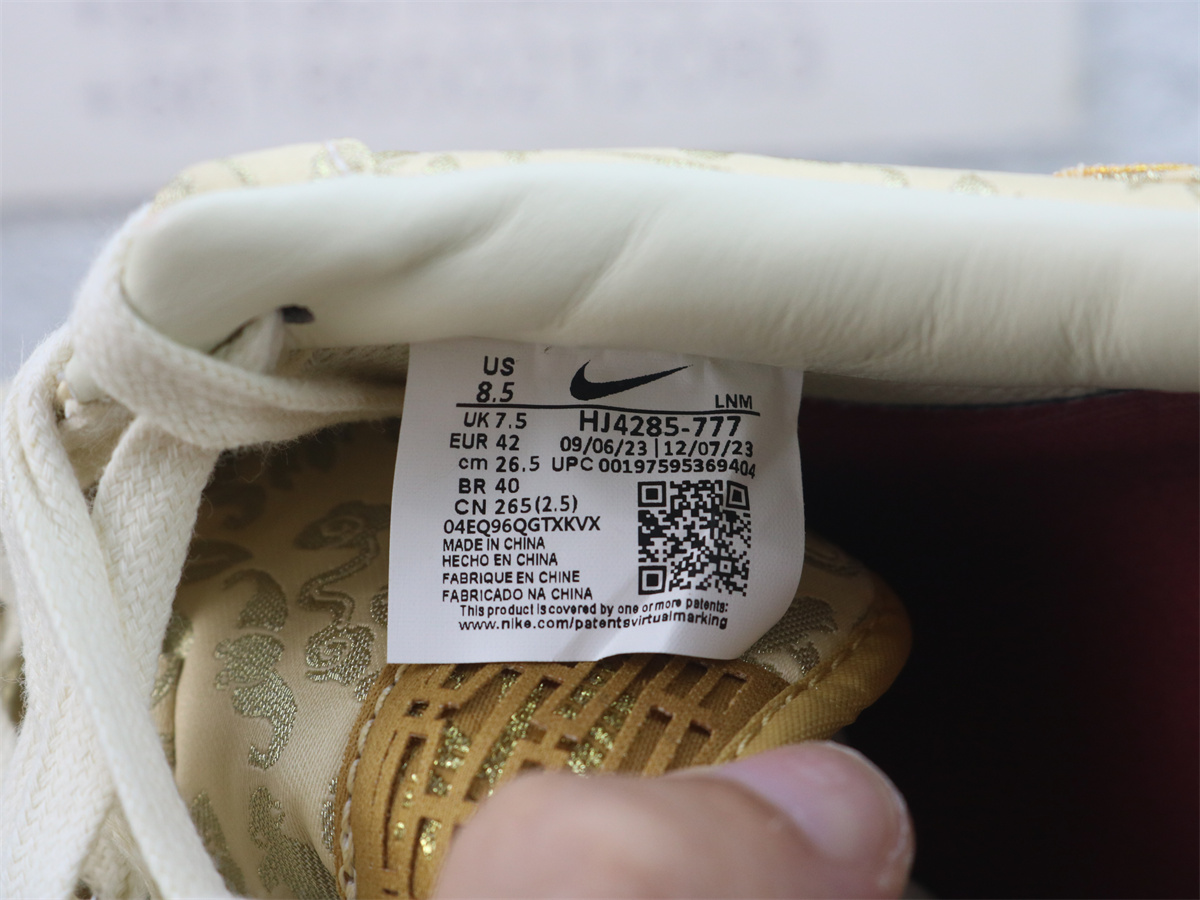 US
8.5
LNM
UK 7.5 HJ4285-777
EUR 42 09/06/23 | 12/07/23
cm 26.5 UPC 00197595369404
BR 40
CN 265(2.5)
04EQ96QGTXKVX
MADE IN CHINA
HECHO EN CHINA
FABRIQUE EN CHINE
FABRICADO NA CHINA
This product is covered by one or more patents:
www.nike.com/patentsvirtualmarking